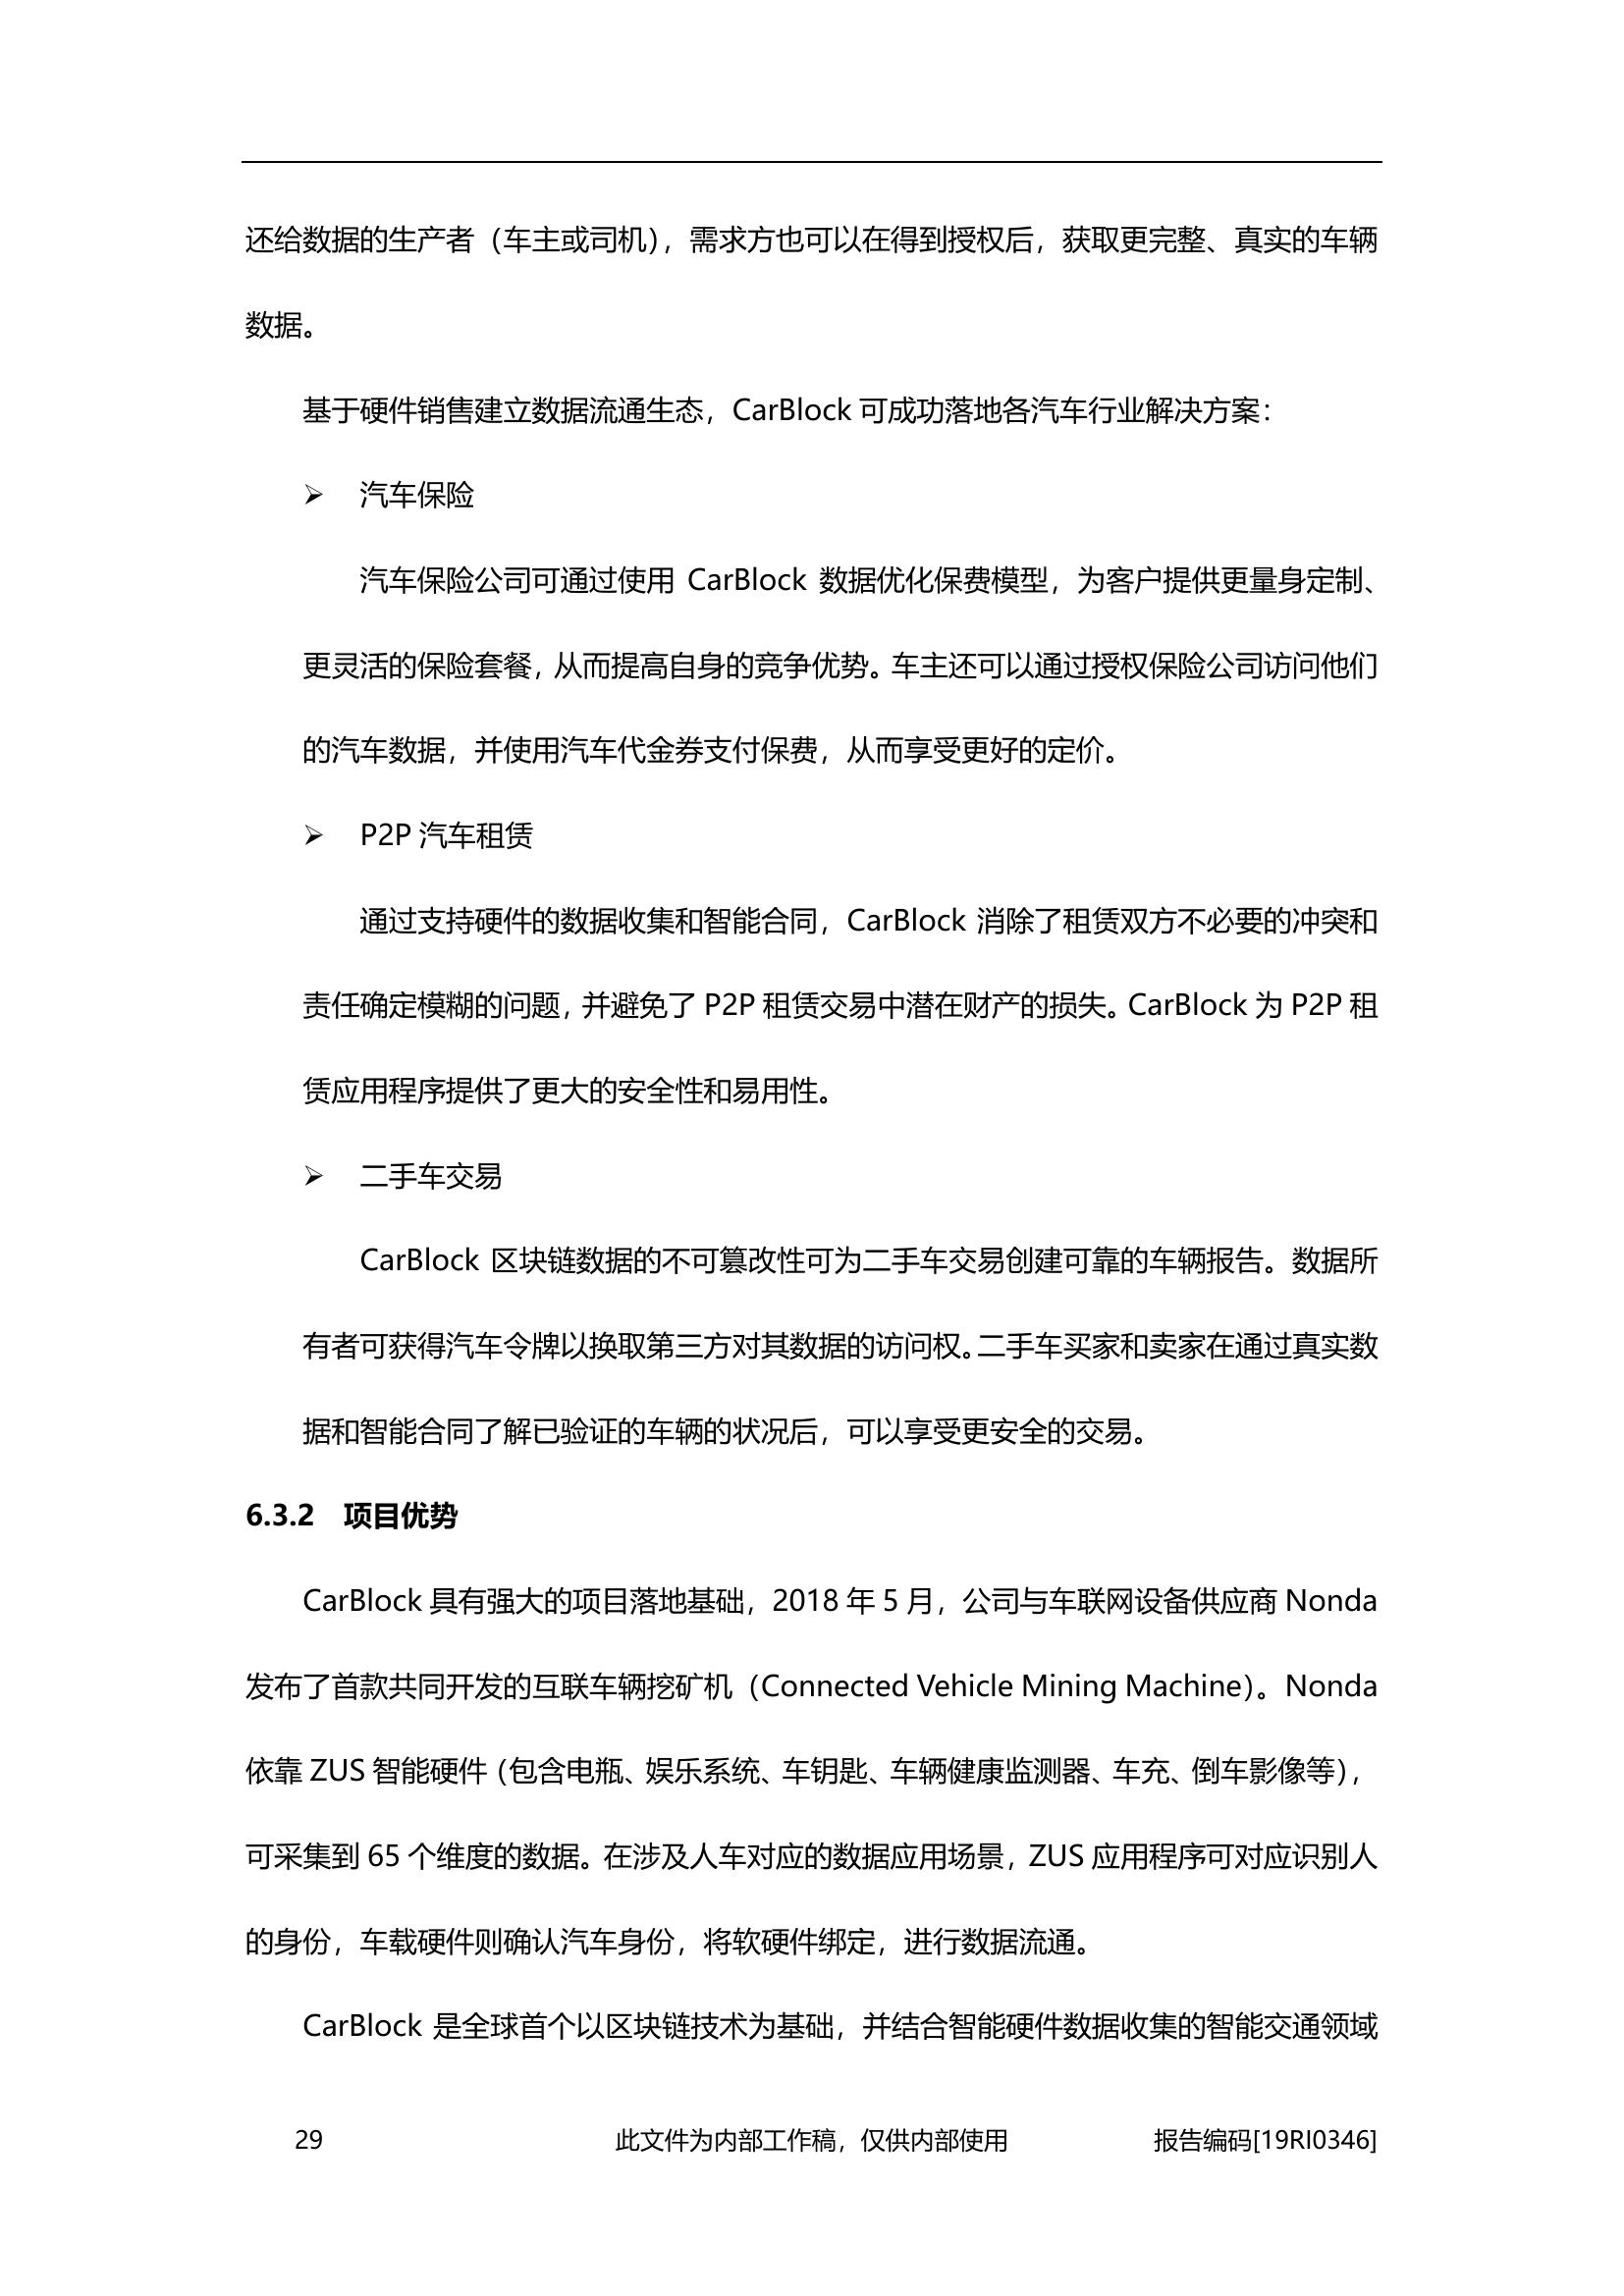 还给数据的生产者（车主或司机），需求方也可以在得到授权后，获取更完整、真实的车辆
数据。
基于硬件销售建立数据流通生态，CarBlock 可成功落地各汽车行业解决方案：
➢ 汽车保险
汽车保险公司可通过使用 CarBlock 数据优化保费模型，为客户提供更量身定制、
更灵活的保险套餐，从而提高自身的竞争优势。车主还可以通过授权保险公司访问他们
的汽车数据，并使用汽车代金券支付保费，从而享受更好的定价。
➢ P2P 汽车租赁
通过支持硬件的数据收集和智能合同，CarBlock 消除了租赁双方不必要的冲突和
责任确定模糊的问题，并避免了 P2P 租赁交易中潜在财产的损失。CarBlock 为 P2P 租
赁应用程序提供了更大的安全性和易用性。
➢ 二手车交易
CarBlock 区块链数据的不可篡改性可为二手车交易创建可靠的车辆报告。数据所
有者可获得汽车令牌以换取第三方对其数据的访问权。二手车买家和卖家在通过真实数
据和智能合同了解已验证的车辆的状况后，可以享受更安全的交易。
6.3.2 项目优势
CarBlock 具有强大的项目落地基础，2018 年 5 月，公司与车联网设备供应商 Nonda
发布了首款共同开发的互联车辆挖矿机（Connected Vehicle Mining Machine）。Nonda
依靠 ZUS 智能硬件（包含电瓶、娱乐系统、车钥匙、车辆健康监测器、车充、倒车影像等），
可采集到 65 个维度的数据。在涉及人车对应的数据应用场景，ZUS 应用程序可对应识别人
的身份，车载硬件则确认汽车身份，将软硬件绑定，进行数据流通。
CarBlock 是全球首个以区块链技术为基础，并结合智能硬件数据收集的智能交通领域
29 此文件为内部工作稿，仅供内部使用 报告编码[19RI0346]